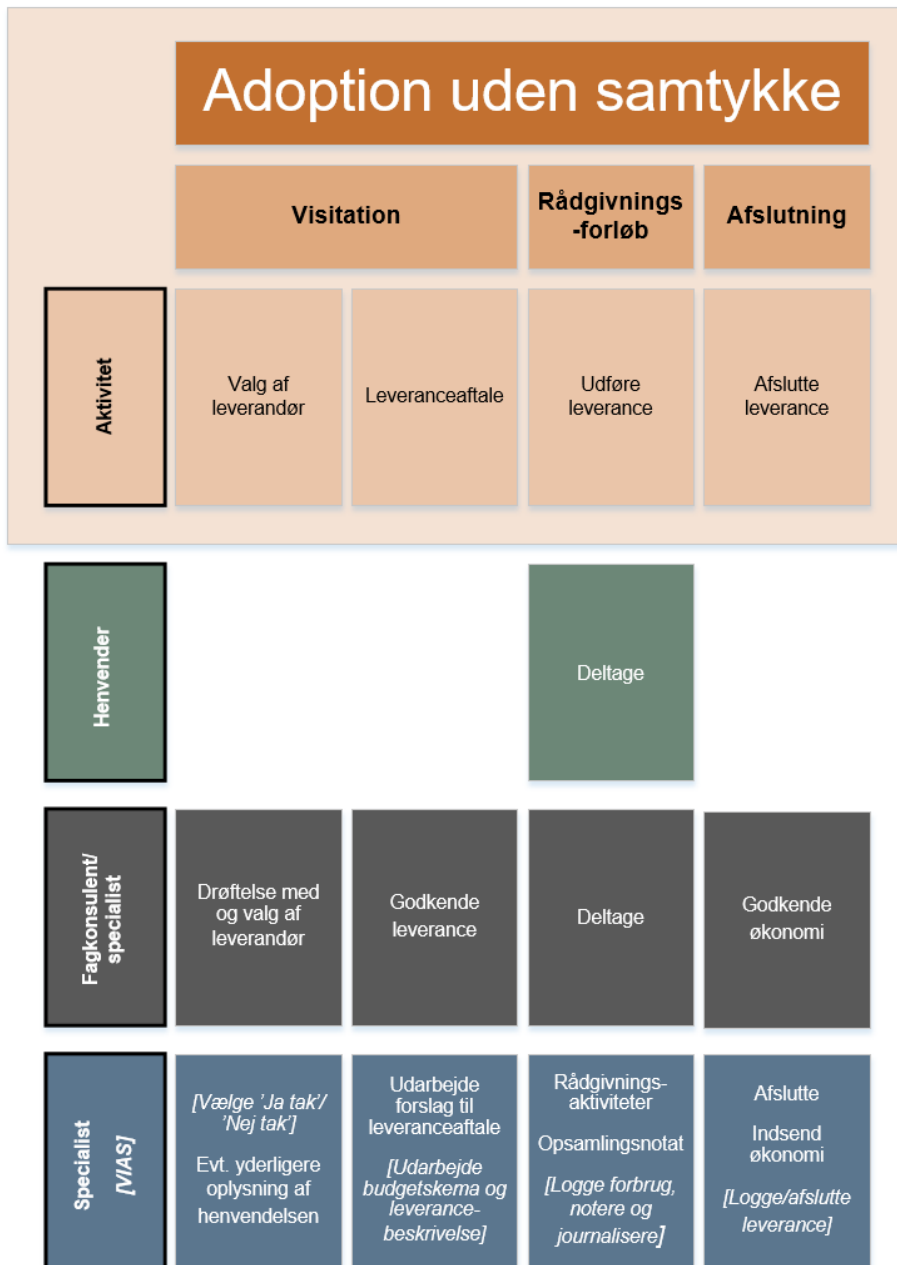 Adoption uden samtykke
Visitation
Rådgivnings
-forløb
Afslutning
Aktivitet
Valg af
leverandør
Leveranceaftale
Udføre
leverance
Afslutte
leverance
Henvender
Deltage
Fagkonsulent/
specialist
Drøftelse med
og valg af
leverandør
Godkende
leverance
Deltage
Godkende
økonomi
Specialist
[VIAS]
[Vælge 'Ja tak'/
'Nej tak']
Evt. yderligere
oplysning af
henvendelsen
Udarbejde
forslag til
leveranceaftale
[Udarbejde
budgetskema og
leverance-
beskrivelse]
Rådgivnings-
aktiviteter
Opsamlingsnotat
[Logge forbrug,
notere og
journalisere]
Afslutte
Indsend
økonomi
[Logge/afslutte
leverance]